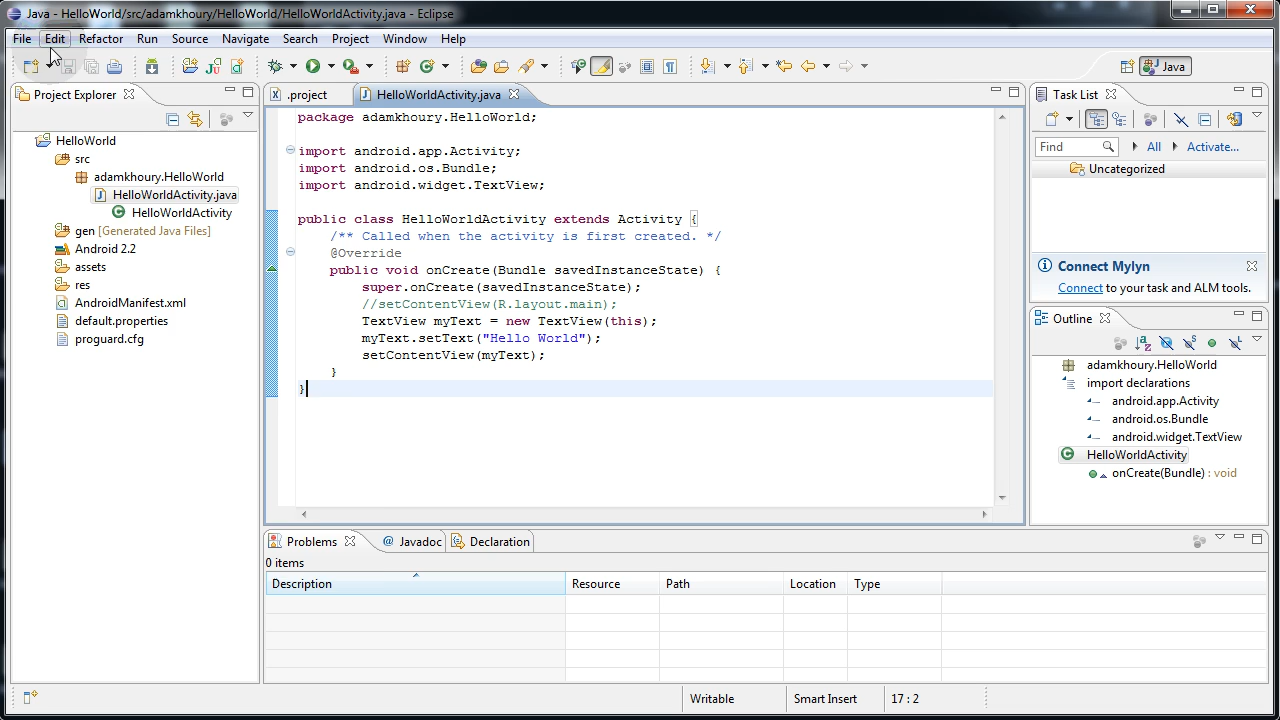 Java - HelloWorld/src/adamkhoury/HelloWorld/HelloWorldActivity.java - Eclipse
File Edit Refactor Run Source Navigate Search Project Window Help
Java
Project Explorer
HelloWorld
src
adamkhoury.HelloWorld
HelloWorldActivity.java
HelloWorldActivity
gen [Generated Java Files]
Android 2.2
assets
res
AndroidManifest.xml
default.properties
proguard.cfg
.project
HelloWorldActivity.java
package adamkhoury.HelloWorld;
import android.app.Activity;
import android.os.Bundle;
import android.widget.TextView;
public class HelloWorldActivity extends Activity {
/** Called when the activity is first created. */
@Override
public void onCreate(Bundle savedInstanceState) {
super.onCreate(savedInstanceState);
//setContentView(R.layout.main);
TextView myText = new TextView(this);
myText.setText("Hello World");
setContentView(myText);
}
}
Task List
Find All Activate...
Uncategorized
Connect Mylyn
Connect to your task and ALM tools.
Outline
adamkhoury.HelloWorld
import declarations
android.app.Activity
android.os.Bundle
android.widget.TextView
HelloWorldActivity
onCreate(Bundle) : void
Problems @ Javadoc Declaration
0 items
Description Resource Path Location Type
Writable Smart Insert 17 : 2